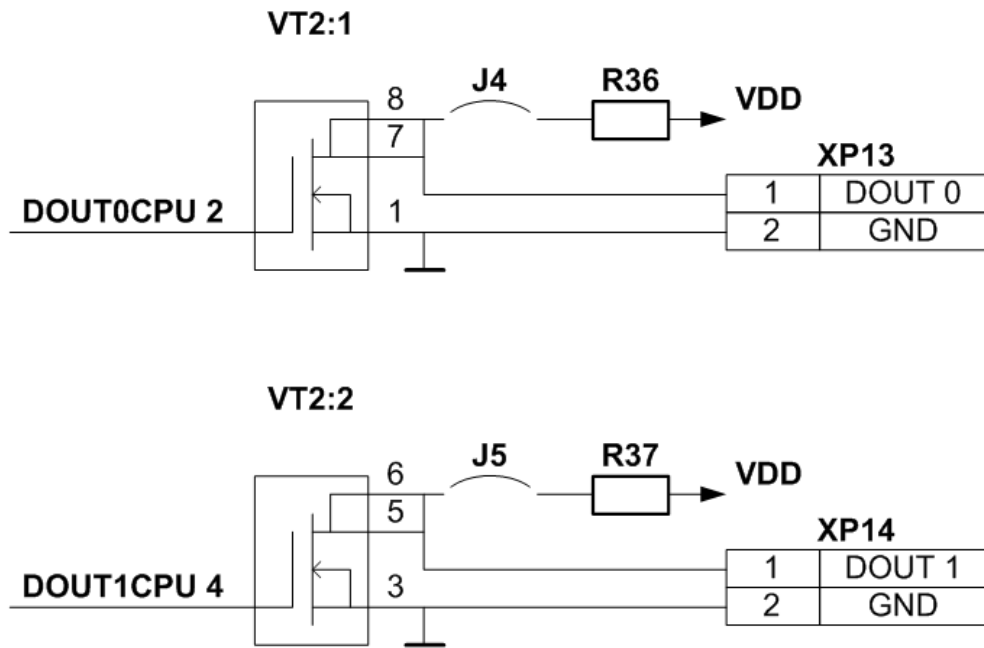 VT2:1
8 J4 R36 VDD
7
XP13
1 DOUT 0
DOUT0CPU 2 1
2 GND
VT2:2
6 J5 R37 VDD
5
XP14
1 DOUT 1
DOUT1CPU 4 3
2 GND